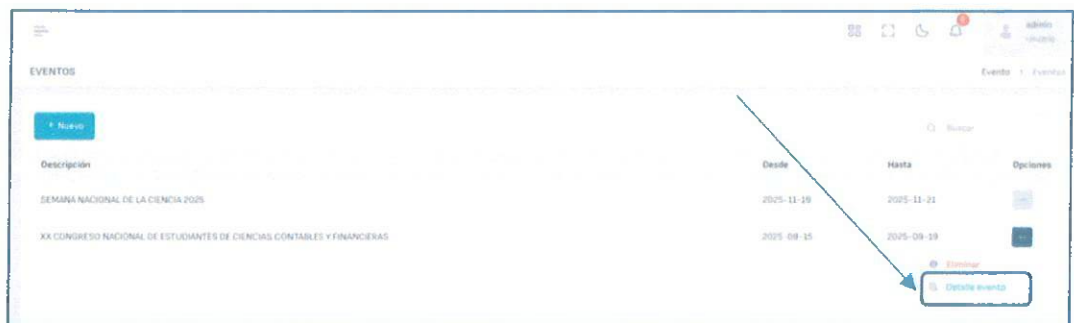 admin
EVENTOS
Evento > Eventos
+ Nuevo
Buscar
Descripción Desde Hasta Opciones
SEMANA NACIONAL DE LA CIENCIA 2025 2025-11-19 2025-11-21
XX CONGRESO NACIONAL DE ESTUDIANTES DE CIENCIAS CONTABLES Y FINANCIERAS 2025-09-15 2025-09-19
Eliminar
Detalle evento